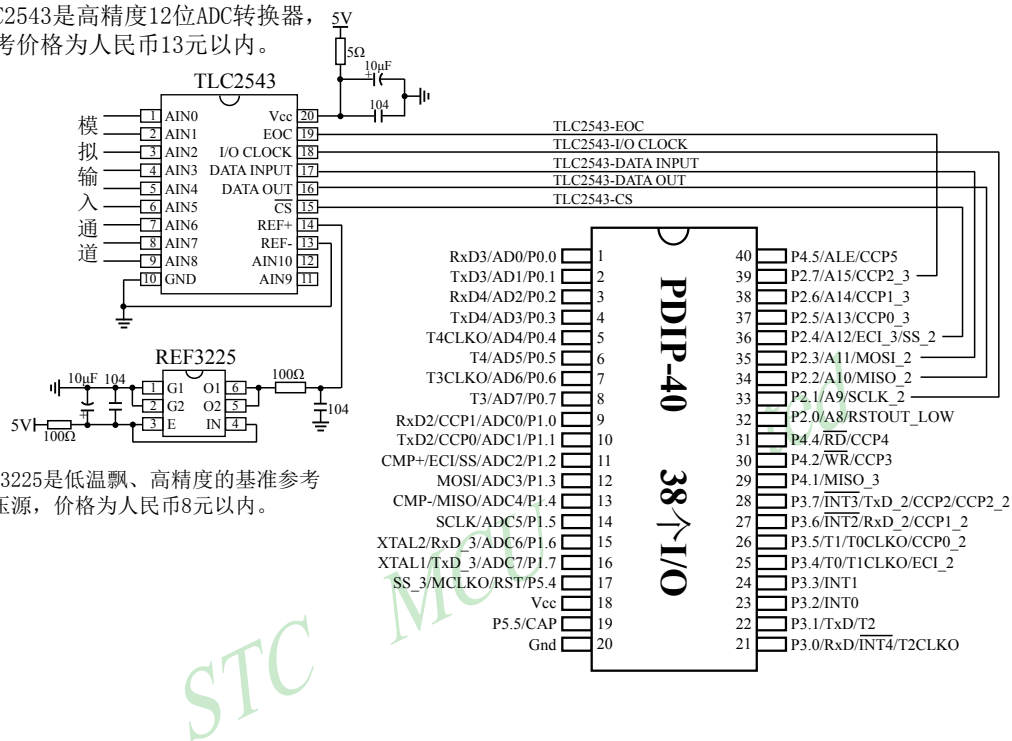 C2543是高精度12位ADC转换器，
考价格为人民币13元以内。
5V
5Ω
10μF
+
104
TLC2543
模拟输入通道
1 AIN0
2 AIN1
3 AIN2
4 AIN3
5 AIN4
6 AIN5
7 AIN6
8 AIN7
9 AIN8
10 GND
Vcc 20
EOC 19
I/O CLOCK 18
DATA INPUT 17
DATA OUT 16
CS 15
REF+ 14
REF- 13
AIN10 12
AIN9 11
TLC2543-EOC
TLC2543-I/O CLOCK
TLC2543-DATA INPUT
TLC2543-DATA OUT
TLC2543-CS
REF3225
10μF 104
+
1 G1
2 G2
3 E
O1 6
O2 5
IN 4
100Ω
104
5V
100Ω
3225是低温飘、高精度的基准参考
压源，价格为人民币8元以内。
PDIP-40
38个I/O
RxD3/AD0/P0.0 1
TxD3/AD1/P0.1 2
RxD4/AD2/P0.2 3
TxD4/AD3/P0.3 4
T4CLKO/AD4/P0.4 5
T4/AD5/P0.5 6
T3CLKO/AD6/P0.6 7
T3/AD7/P0.7 8
RxD2/CCP1/ADC0/P1.0 9
TxD2/CCP0/ADC1/P1.1 10
CMP+/ECI/SS/ADC2/P1.2 11
MOSI/ADC3/P1.3 12
CMP-/MISO/ADC4/P1.4 13
SCLK/ADC5/P1.5 14
XTAL2/RxD_3/ADC6/P1.6 15
XTAL1/TxD_3/ADC7/P1.7 16
SS_3/MCLKO/RST/P5.4 17
Vcc 18
P5.5/CAP 19
Gnd 20
40 P4.5/ALE/CCP5
39 P2.7/A15/CCP2_3
38 P2.6/A14/CCP1_3
37 P2.5/A13/CCP0_3
36 P2.4/A12/ECI_3/SS_2
35 P2.3/A11/MOSI_2
34 P2.2/A10/MISO_2
33 P2.1/A9/SCLK_2
32 P2.0/A8/RSTOUT_LOW
31 P4.4/RD/CCP4
30 P4.2/WR/CCP3
29 P4.1/MISO_3
28 P3.7/INT3/TxD_2/CCP2/CCP2_2
27 P3.6/INT2/RxD_2/CCP1_2
26 P3.5/T1/T0CLKO/CCP0_2
25 P3.4/T0/T1CLKO/ECI_2
24 P3.3/INT1
23 P3.2/INT0
22 P3.1/TxD/T2
21 P3.0/RxD/INT4/T2CLKO
STC MCU